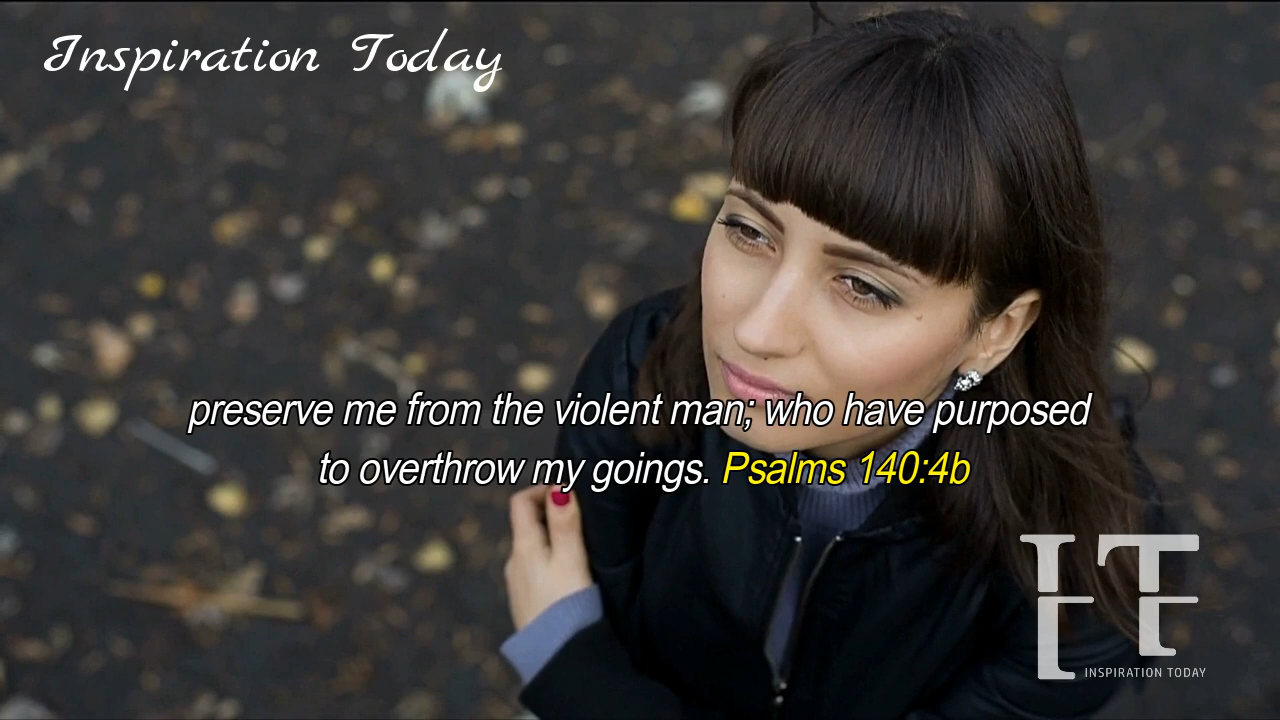 Inspiration Today
preserve me from the violent man; who have purposed
to overthrow my goings. Psalms 140:4b
IT
INSPIRATION TODAY